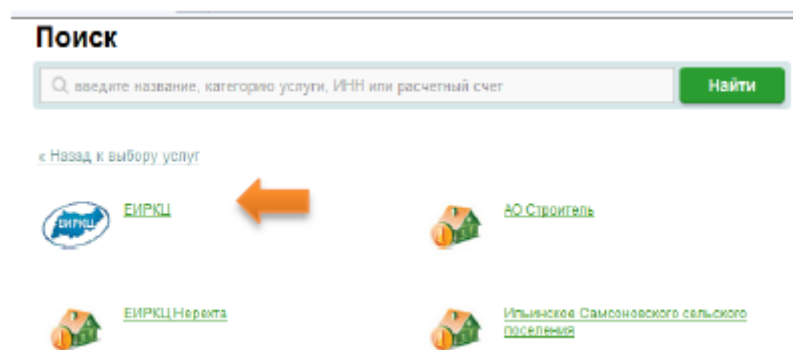 Поиск
введите название, категорию услуги, ИНН или расчетный счет
Найти
« Назад к выбору услуг
ЕИРКЦ
ЕИРКЦ
АО Строитель
ЕИРКЦ Нерехта
Ильинское Самсоновского сельского
поселения